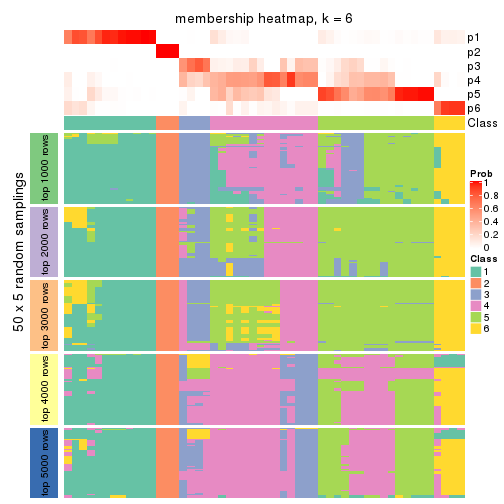 membership heatmap, k = 6
p1
p2
p3
p4
p5
p6
Class
50 x 5 random samplings
top 1000 rows
top 2000 rows
top 3000 rows
top 4000 rows
top 5000 rows
Prob
1
0.8
0.6
0.4
0.2
0
Class
1
2
3
4
5
6